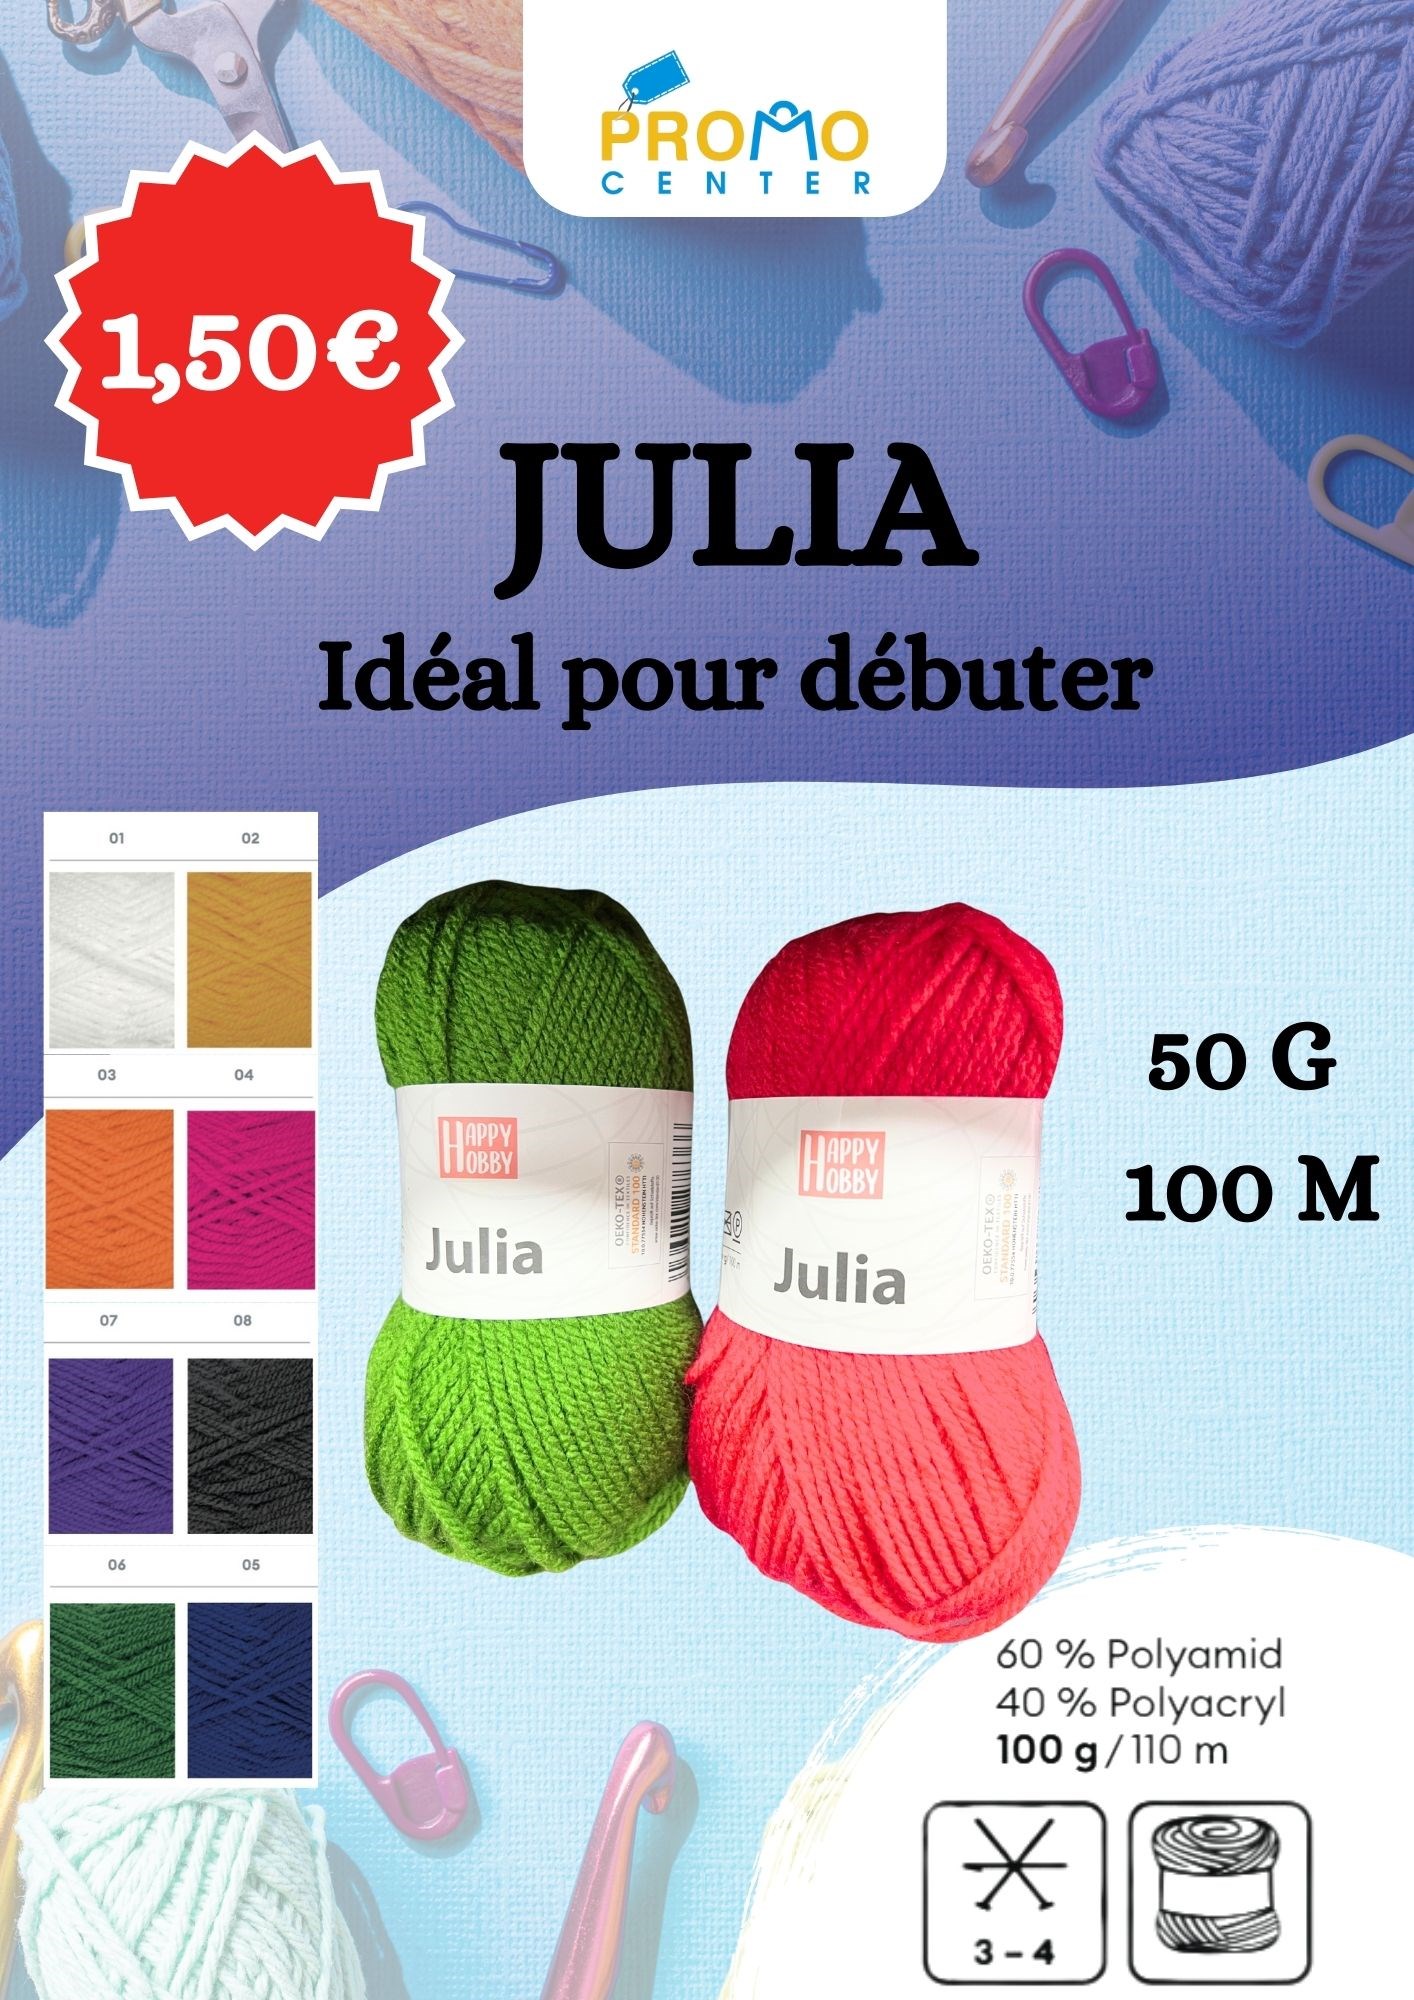 PROMO
CENTER
1,50€
JULIA
Idéal pour débuter
01 02
03 04
07 08
06 05
HAPPY
HOBBY
Julia
OEKO-TEX®
STANDARD 100
HAPPY
HOBBY
Julia
OEKO-TEX®
STANDARD 100
50 G
100 M
60 % Polyamid
40 % Polyacryl
100 g / 110 m
3 - 4